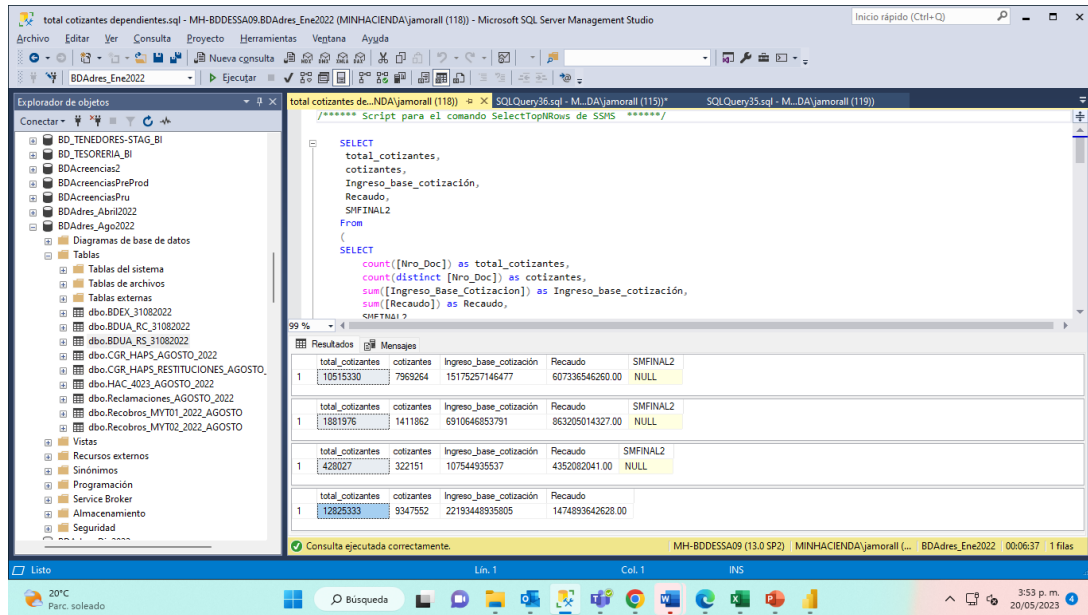 total cotizantes dependientes.sql - MH-BDDESSA09.BDAdres_Ene2022 (MINHACIENDA\jamorall (118)) - Microsoft SQL Server Management Studio
Inicio rápido (Ctrl+Q)
Archivo Editar Ver Consulta Proyecto Herramientas Ventana Ayuda
Nueva consulta
BDAdres_Ene2022 Ejecutar
Explorador de objetos
Conectar
BD_TENEDORES-STAG_BI
BD_TESORERIA_BI
BDAcreencias2
BDAcreenciasPreProd
BDAcreenciasPru
BDAdres_Abril2022
BDAdres_Ago2022
Diagramas de base de datos
Tablas
Tablas del sistema
Tablas de archivos
Tablas externas
dbo.BDEX_31082022
dbo.BDUA_RC_31082022
dbo.BDUA_RS_31082022
dbo.CGR_HAPS_AGOSTO_2022
dbo.CGR_HAPS_RESTITUCIONES_AGOSTO_
dbo.HAC_4023_AGOSTO_2022
dbo.Reclamaciones_AGOSTO_2022
dbo.Recobros_MYT01_2022_AGOSTO
dbo.Recobros_MYT02_2022_AGOSTO
Vistas
Recursos externos
Sinónimos
Programación
Service Broker
Almacenamiento
Seguridad
total cotizantes de...NDA\jamorall (118)) SQLQuery36.sql - M...DA\jamorall (115))* SQLQuery35.sql - M...DA\jamorall (119))
/****** Script para el comando SelectTopNRows de SSMS ******/
SELECT
total_cotizantes,
cotizantes,
Ingreso_base_cotización,
Recaudo,
SMFINAL2
From
(
SELECT
count([Nro_Doc]) as total_cotizantes,
count(distinct [Nro_Doc]) as cotizantes,
sum([Ingreso_Base_Cotizacion]) as Ingreso_base_cotización,
sum([Recaudo]) as Recaudo,
SMFINAL2
99 %
Resultados Mensajes
total_cotizantes cotizantes Ingreso_base_cotización Recaudo SMFINAL2
1 10515330 7969264 15175257146477 607336546260.00 NULL
total_cotizantes cotizantes Ingreso_base_cotización Recaudo SMFINAL2
1 1881976 1411862 6910646853791 863205014327.00 NULL
total_cotizantes cotizantes Ingreso_base_cotización Recaudo SMFINAL2
1 428027 322151 107544935537 4352082041.00 NULL
total_cotizantes cotizantes Ingreso_base_cotización Recaudo
1 12825333 9347552 22193448935805 1474893642628.00
Consulta ejecutada correctamente. MH-BDDESSA09 (13.0 SP2) MINHACIENDA\jamorall (... BDAdres_Ene2022 00:06:37 1 filas
Listo Lín. 1 Col. 1 INS
20°C
Parc. soleado
Búsqueda
3:53 p. m.
20/05/2023
4